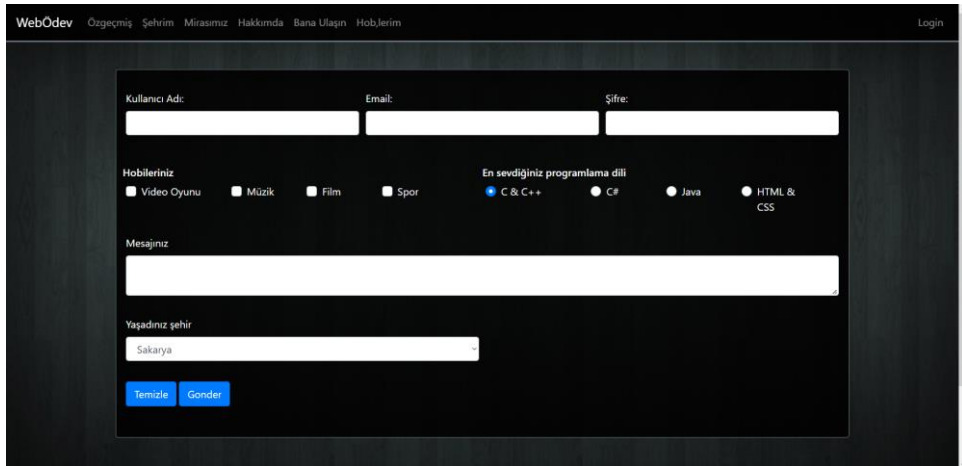 WebÖdev Özgeçmiş Şehrim Mirasımız Hakkımda Bana Ulaşın Hob,lerim Login
Kullanıcı Adı: Email: Şifre:
Hobileriniz En sevdiğiniz programlama dili
Video Oyunu Müzik Film Spor C & C++ C# Java HTML &
CSS
Mesajınız
Yaşadınız şehir
Sakarya
Temizle Gonder